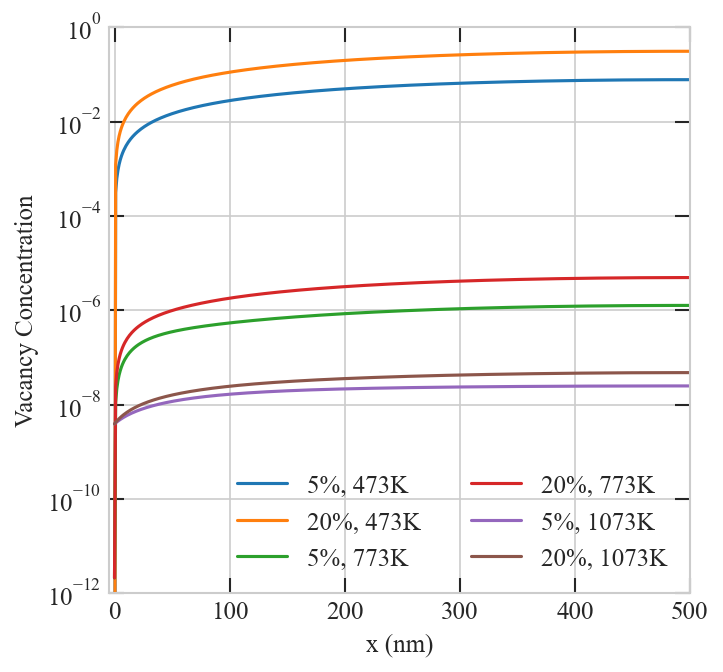 10^0
10^−2
10^−4
10^−6
10^−8
10^−10
10^−12
Vacancy Concentration
5%, 473K
20%, 473K
5%, 773K
20%, 773K
5%, 1073K
20%, 1073K
0 100 200 300 400 500
x (nm)